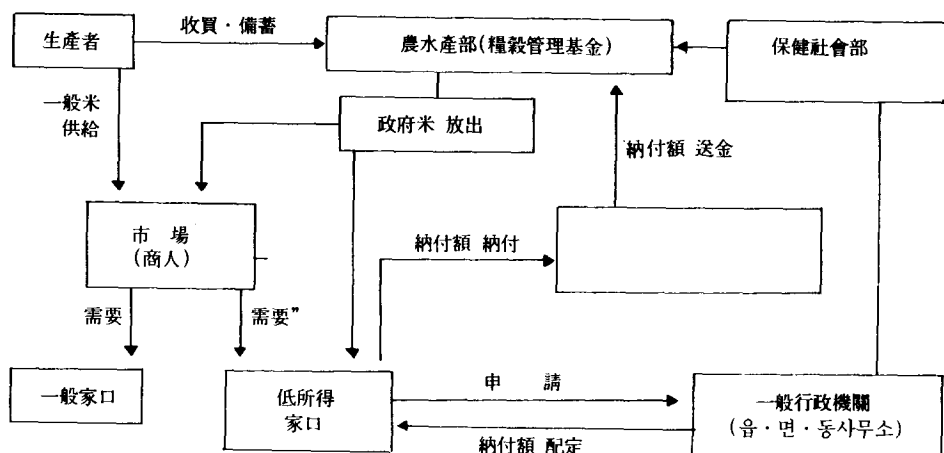 生產者
收買·備蓄
農水產部(糧穀管理基金)
保健社會部
一般米
供給
政府米 放出
納付額 送金
市 場
(商人)
納付額 納付
需要
需要”
一般家口
低所得
家口
申 請
一般行政機關
(읍·면·동사무소)
納付額 配定